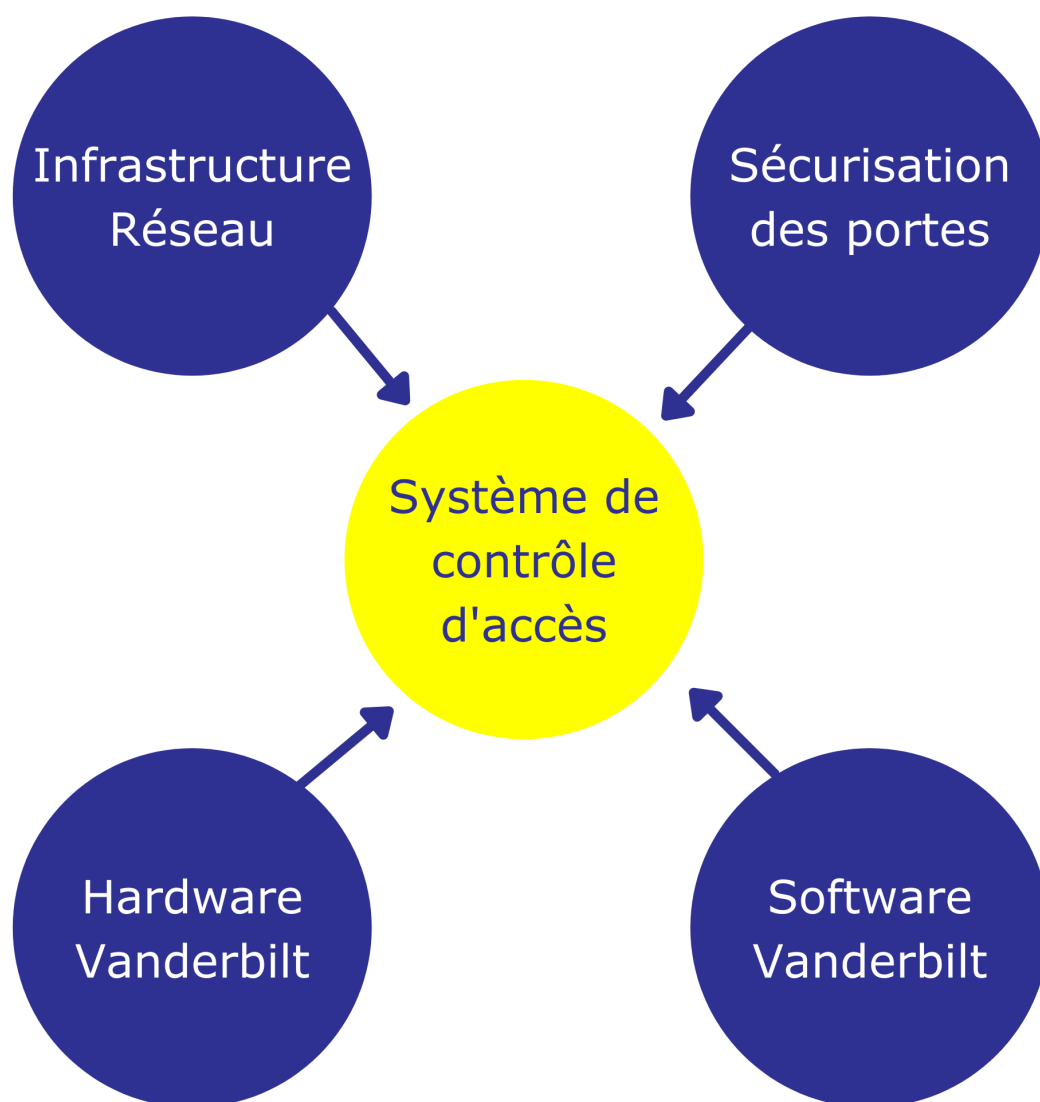 Infrastructure
Réseau
Sécurisation
des portes
Système de
contrôle
d'accès
Hardware
Vanderbilt
Software
Vanderbilt